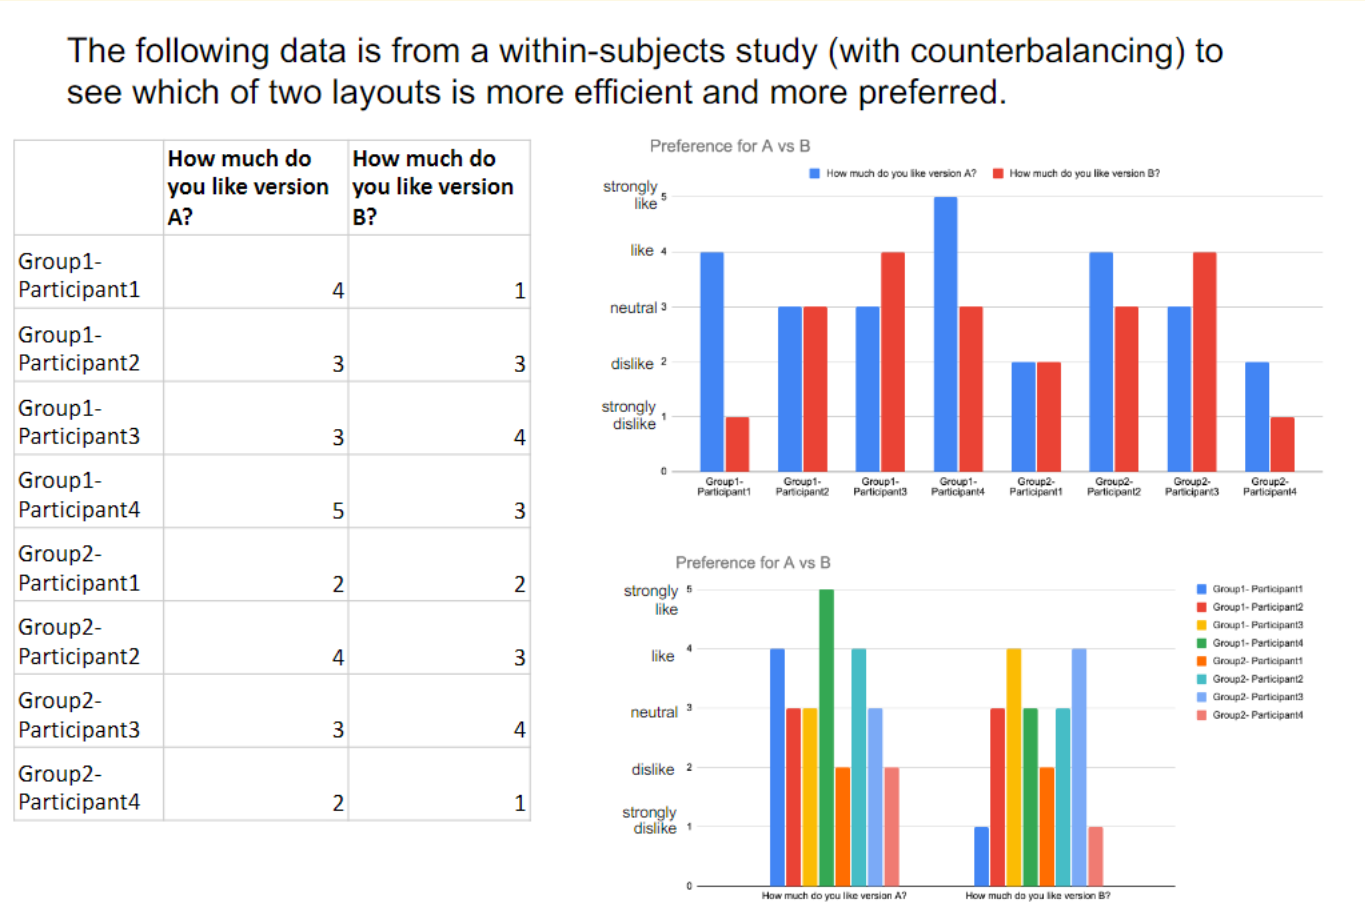 The following data is from a within-subjects study (with counterbalancing) to
see which of two layouts is more efficient and more preferred.
How much do
you like version
A?
How much do
you like version
B?
Group1-
Participant1
4
1
Group1-
Participant2
3
3
Group1-
Participant3
3
4
Group1-
Participant4
5
3
Group2-
Participant1
2
2
Group2-
Participant2
4
3
Group2-
Participant3
3
4
Group2-
Participant4
2
1
Preference for A vs B
How much do you like version A?
How much do you like version B?
strongly
like
5
like 4
neutral 3
dislike 2
strongly
dislike
1
0
Group1-
Participant1
Group1-
Participant2
Group1-
Participant3
Group1-
Participant4
Group2-
Participant1
Group2-
Participant2
Group2-
Participant3
Group2-
Participant4
Preference for A vs B
strongly
like
5
like 4
neutral 3
dislike 2
strongly
dislike
1
0
How much do you like version A?
How much do you like version B?
Group1- Participant1
Group1- Participant2
Group1- Participant3
Group1- Participant4
Group2- Participant1
Group2- Participant2
Group2- Participant3
Group2- Participant4